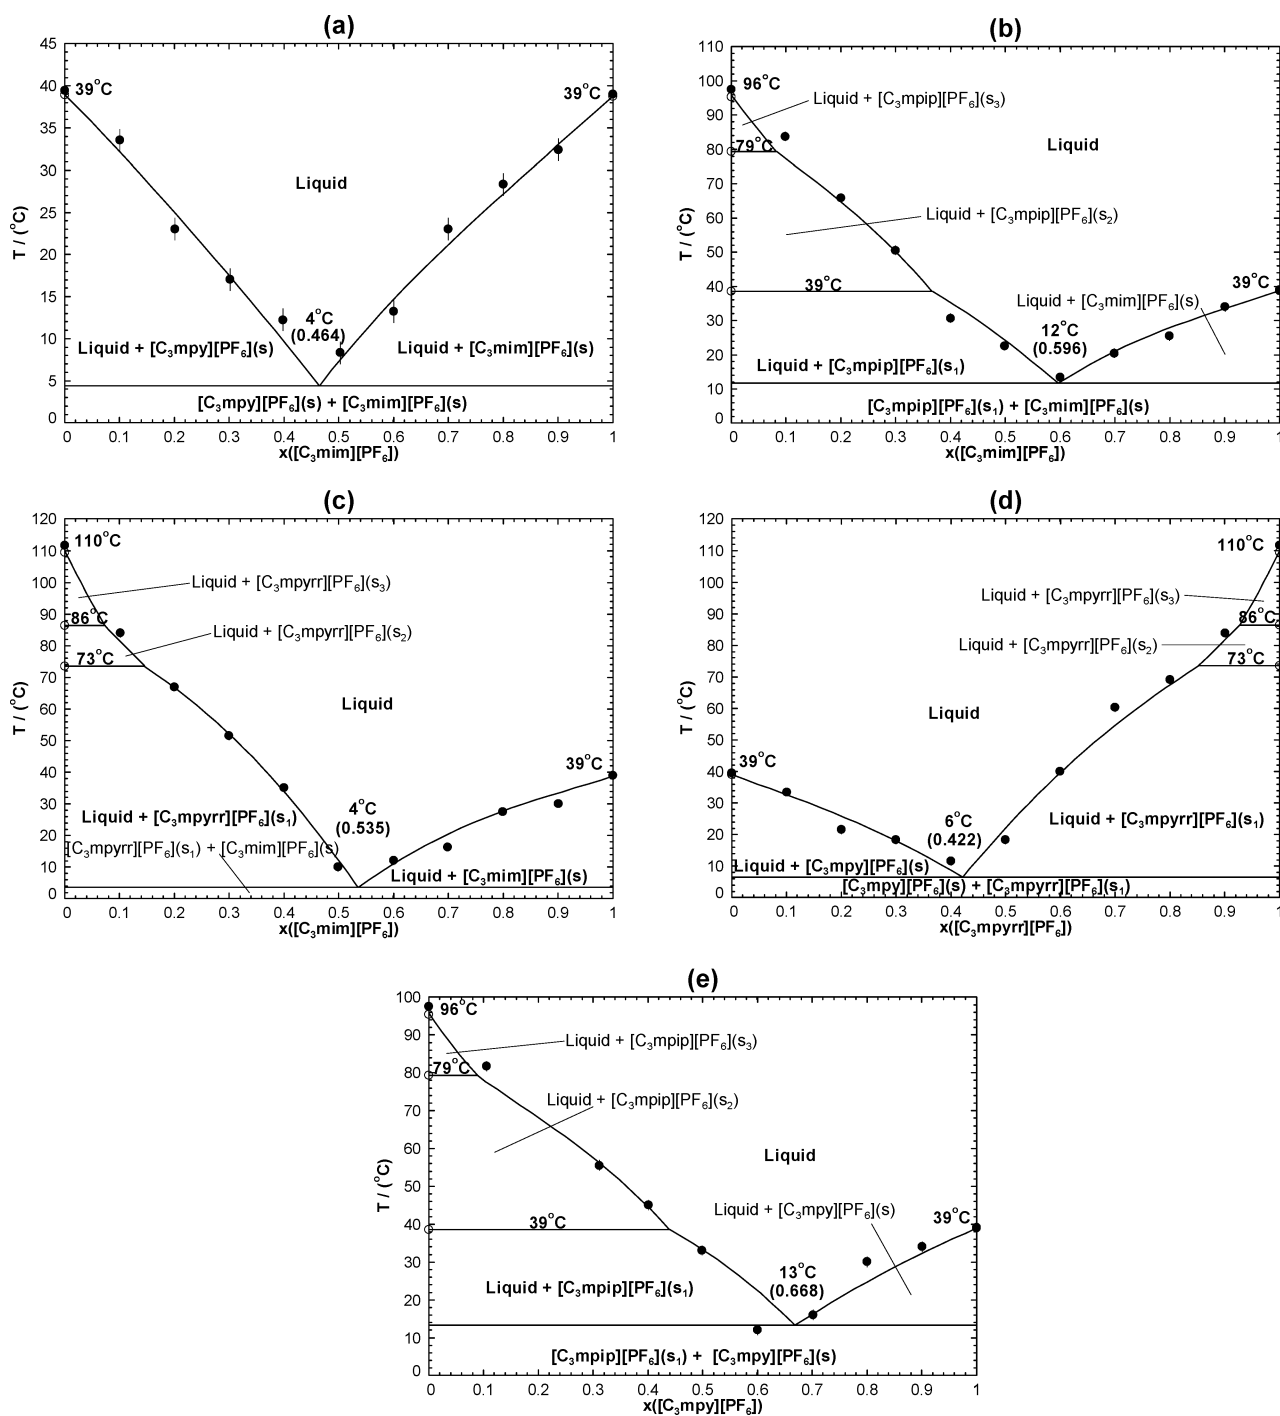 (a)
45
40
35
30
25
20
15
10
5
0
T / (°C)
39°C
39°C
Liquid
4°C
(0.464)
Liquid + [C₃mpy][PF₆](s)
Liquid + [C₃mim][PF₆](s)
[C₃mpy][PF₆](s) + [C₃mim][PF₆](s)
0 0.1 0.2 0.3 0.4 0.5 0.6 0.7 0.8 0.9 1
x([C₃mim][PF₆])
(b)
110
100
90
80
70
60
50
40
30
20
10
0
T / (°C)
96°C
Liquid + [C₃mpip][PF₆](s₃)
79°C
Liquid
Liquid + [C₃mpip][PF₆](s₂)
39°C
39°C
Liquid + [C₃mim][PF₆](s)
12°C
(0.596)
Liquid + [C₃mpip][PF₆](s₁)
[C₃mpip][PF₆](s₁) + [C₃mim][PF₆](s)
0 0.1 0.2 0.3 0.4 0.5 0.6 0.7 0.8 0.9 1
x([C₃mim][PF₆])
(c)
120
110
100
90
80
70
60
50
40
30
20
10
0
T / (°C)
110°C
Liquid + [C₃mpyrr][PF₆](s₃)
86°C
Liquid + [C₃mpyrr][PF₆](s₂)
73°C
Liquid
39°C
4°C
(0.535)
Liquid + [C₃mpyrr][PF₆](s₁)
[C₃mpyrr][PF₆](s₁) + [C₃mim][PF₆](s)
Liquid + [C₃mim][PF₆](s)
0 0.1 0.2 0.3 0.4 0.5 0.6 0.7 0.8 0.9 1
x([C₃mim][PF₆])
(d)
120
110
100
90
80
70
60
50
40
30
20
10
0
T / (°C)
110°C
Liquid + [C₃mpyrr][PF₆](s₃)
86°C
Liquid + [C₃mpyrr][PF₆](s₂)
73°C
Liquid
39°C
6°C
(0.422)
Liquid + [C₃mpyrr][PF₆](s₁)
Liquid + [C₃mpy][PF₆](s)
[C₃mpy][PF₆](s) + [C₃mpyrr][PF₆](s₁)
0 0.1 0.2 0.3 0.4 0.5 0.6 0.7 0.8 0.9 1
x([C₃mpyrr][PF₆])
(e)
100
90
80
70
60
50
40
30
20
10
0
T / (°C)
96°C
Liquid + [C₃mpip][PF₆](s₃)
79°C
Liquid + [C₃mpip][PF₆](s₂)
Liquid
Liquid + [C₃mpy][PF₆](s)
39°C
39°C
13°C
(0.668)
Liquid + [C₃mpip][PF₆](s₁)
[C₃mpip][PF₆](s₁) + [C₃mpy][PF₆](s)
0 0.1 0.2 0.3 0.4 0.5 0.6 0.7 0.8 0.9 1
x([C₃mpy][PF₆])